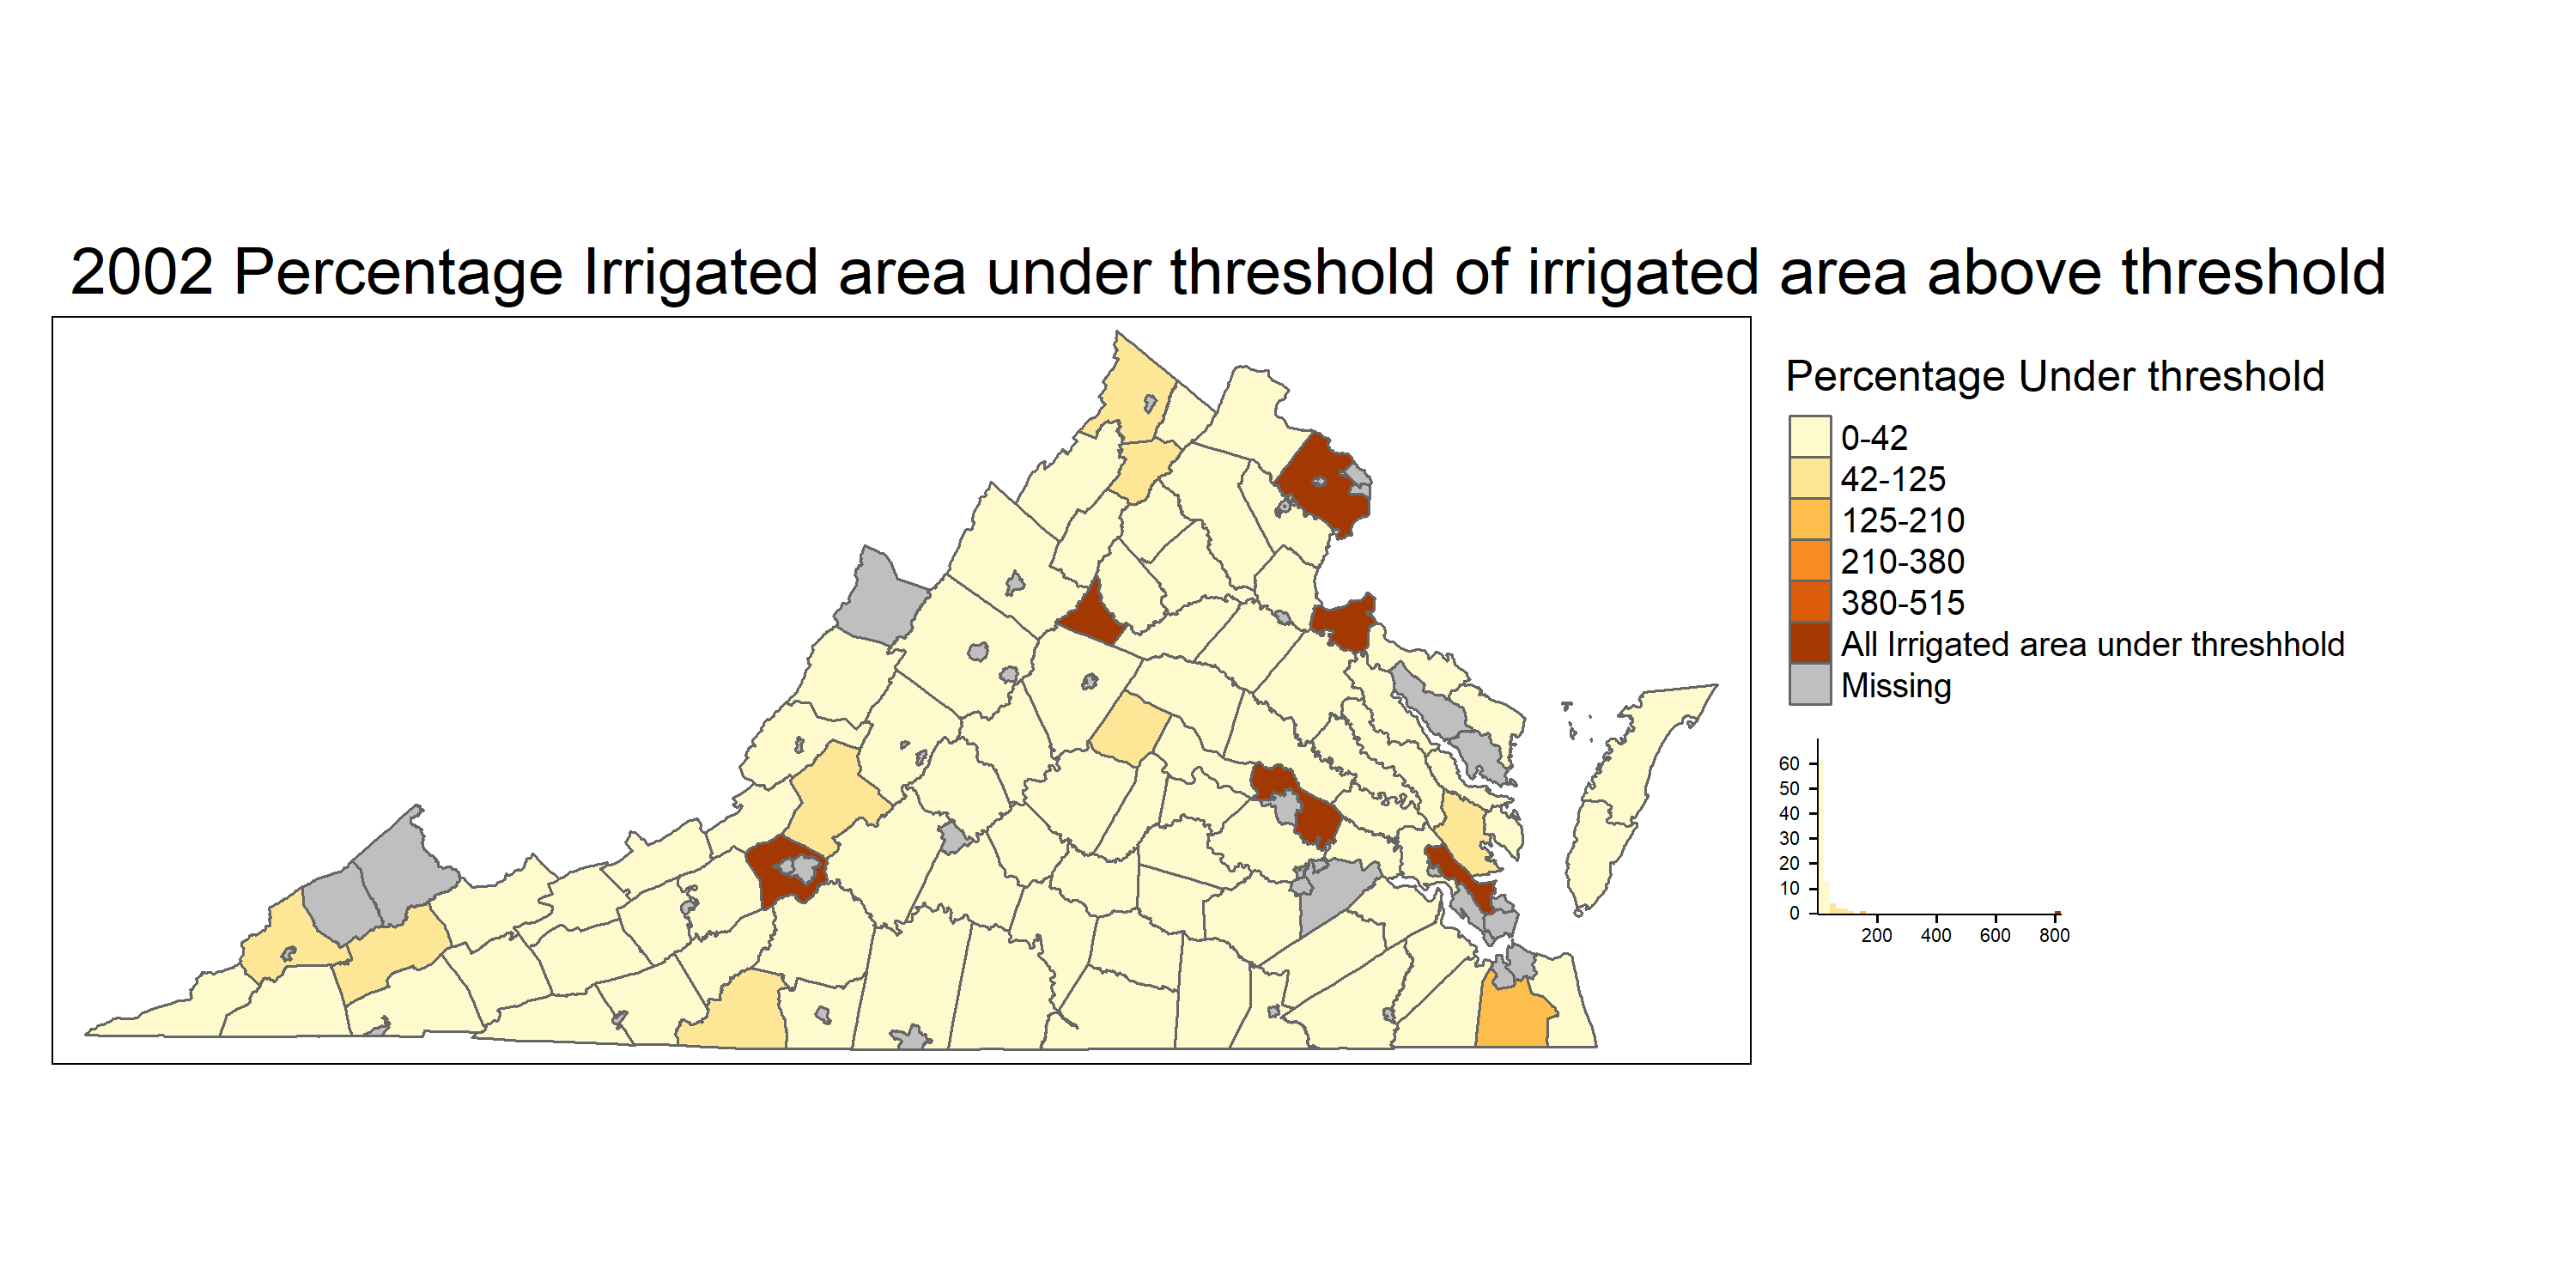 2002 Percentage Irrigated area under threshold of irrigated area above threshold
Percentage Under threshold
0-42
42-125
125-210
210-380
380-515
All Irrigated area under threshhold
Missing
60
50
40
30
20
10
0
200 400 600 800